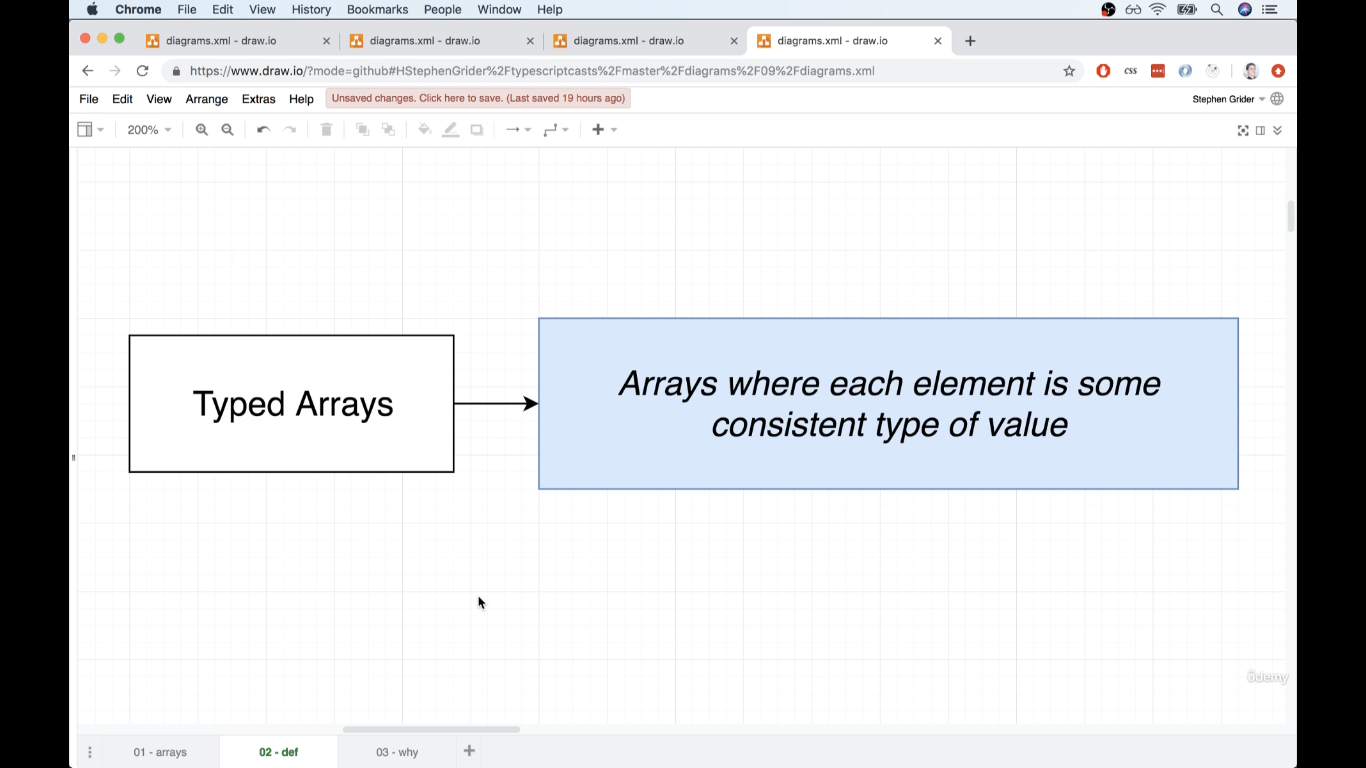 Chrome File Edit View History Bookmarks People Window Help
diagrams.xml - draw.io diagrams.xml - draw.io diagrams.xml - draw.io diagrams.xml - draw.io
https://www.draw.io/?mode=github#HStephenGrider%2Ftypescriptcasts%2Fmaster%2Fdiagrams%2F09%2Fdiagrams.xml
CSS
File Edit View Arrange Extras Help Unsaved changes. Click here to save. (Last saved 19 hours ago) Stephen Grider
200%
Typed Arrays
Arrays where each element is some
consistent type of value
ûdemy
01 - arrays 02 - def 03 - why